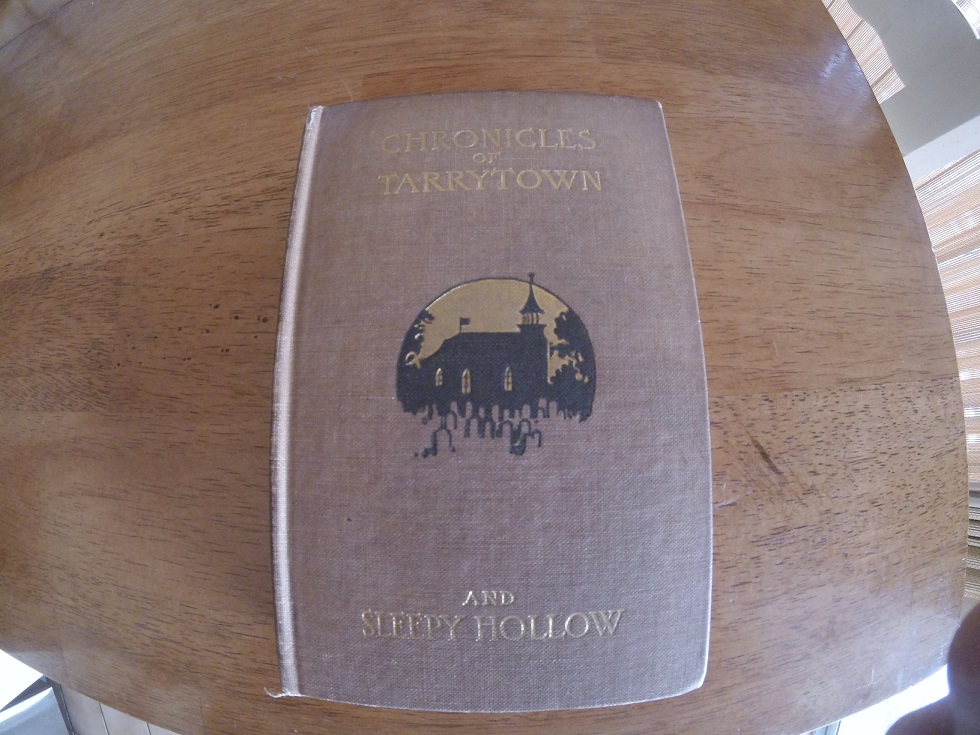 CHRONICLES
OF
TARRYTOWN
AND
SLEEPY HOLLOW